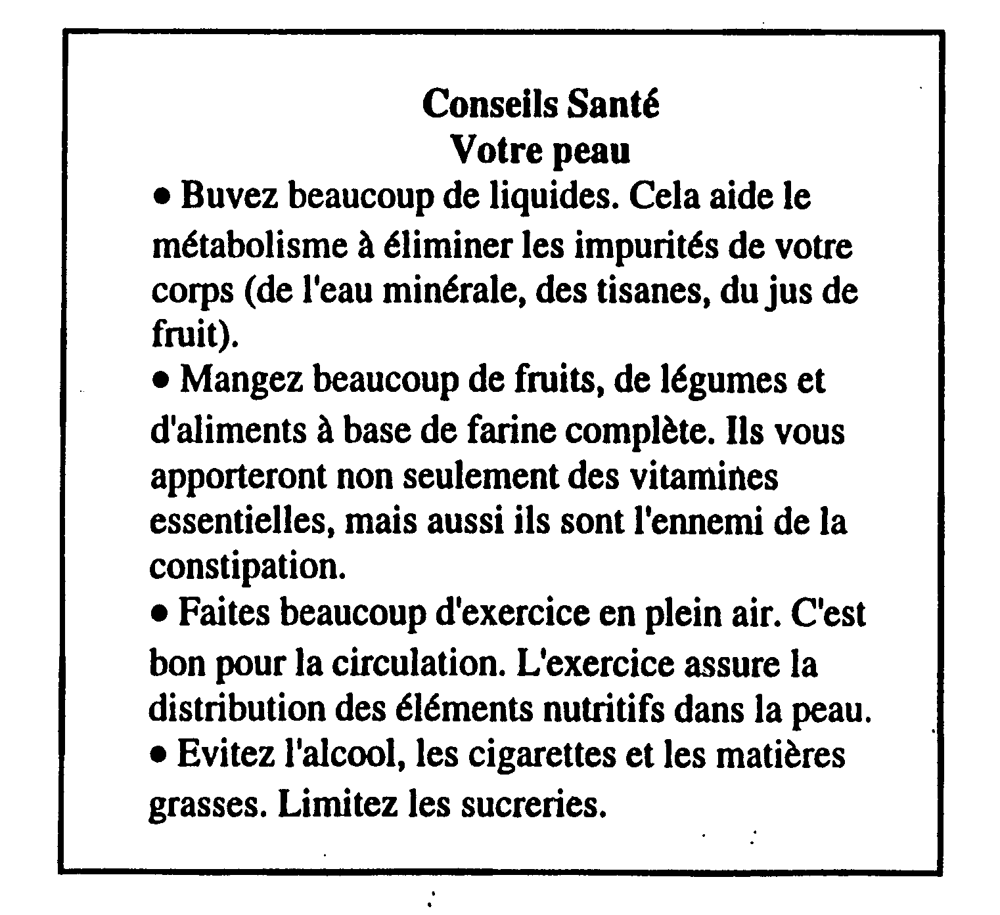 Conseils Santé
Votre peau
• Buvez beaucoup de liquides. Cela aide le
métabolisme à éliminer les impurités de votre
corps (de l'eau minérale, des tisanes, du jus de
fruit).
• Mangez beaucoup de fruits, de légumes et
d'aliments à base de farine complète. Ils vous
apporteront non seulement des vitamines
essentielles, mais aussi ils sont l'ennemi de la
constipation.
• Faites beaucoup d'exercice en plein air. C'est
bon pour la circulation. L'exercice assure la
distribution des éléments nutritifs dans la peau.
• Evitez l'alcool, les cigarettes et les matières
grasses. Limitez les sucreries.